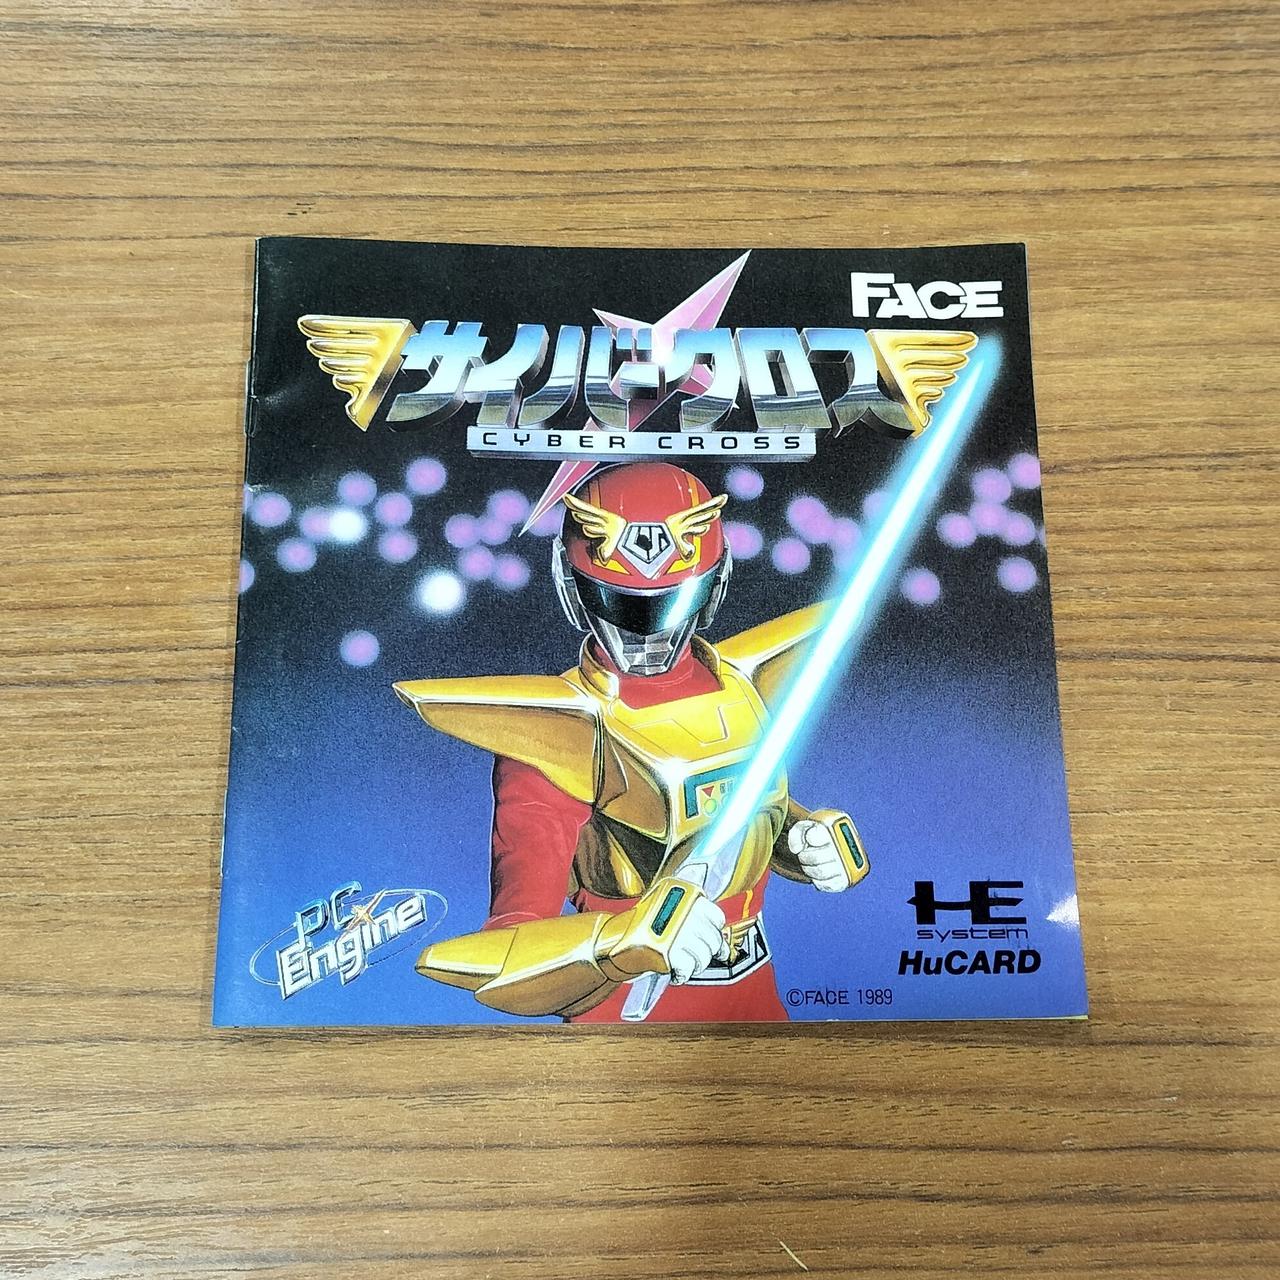 FACE
サイバークロス
CYBER CROSS
PC Engine
HE
system
HuCARD
©FACE 1989